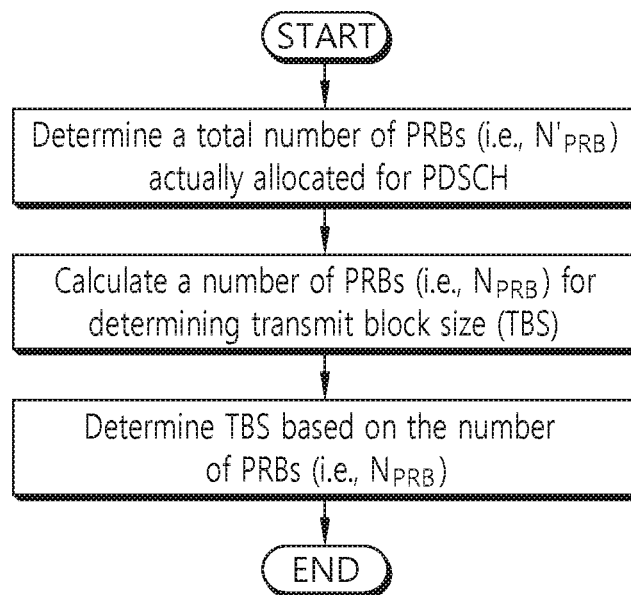 START
Determine a total number of PRBs (i.e., N'PRB)
actually allocated for PDSCH
Calculate a number of PRBs (i.e., NPRB) for
determining transmit block size (TBS)
Determine TBS based on the number
of PRBs (i.e., NPRB)
END